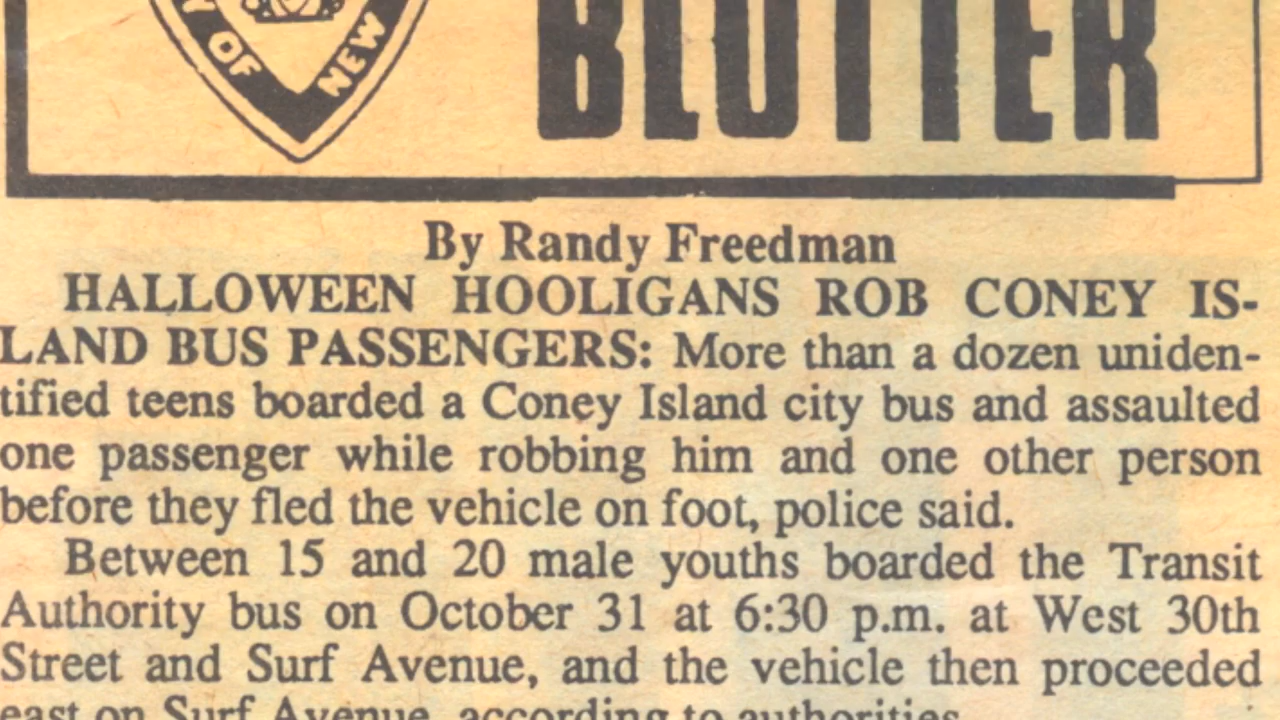 Y OF NEW
BLOTTER
By Randy Freedman
HALLOWEEN HOOLIGANS ROB CONEY IS-
LAND BUS PASSENGERS: More than a dozen uniden-
tified teens boarded a Coney Island city bus and assaulted
one passenger while robbing him and one other person
before they fled the vehicle on foot, police said.
Between 15 and 20 male youths boarded the Transit
Authority bus on October 31 at 6:30 p.m. at West 30th
Street and Surf Avenue, and the vehicle then proceeded
east on Surf Avenue, according to authorities.